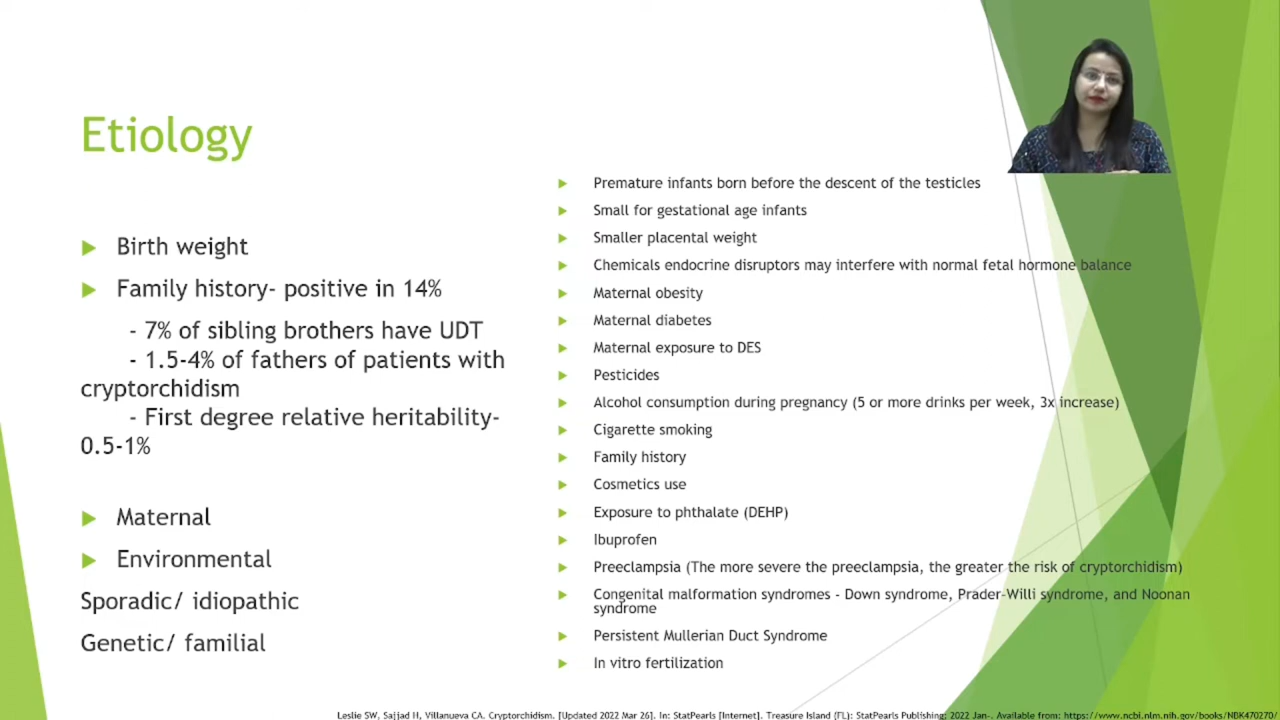 Etiology
Birth weight
Family history- positive in 14%
- 7% of sibling brothers have UDT
- 1.5-4% of fathers of patients with
cryptorchidism
- First degree relative heritability-
0.5-1%
Maternal
Environmental
Sporadic/ idiopathic
Genetic/ familial
Premature infants born before the descent of the testicles
Small for gestational age infants
Smaller placental weight
Chemicals endocrine disruptors may interfere with normal fetal hormone balance
Maternal obesity
Maternal diabetes
Maternal exposure to DES
Pesticides
Alcohol consumption during pregnancy (5 or more drinks per week, 3x increase)
Cigarette smoking
Family history
Cosmetics use
Exposure to phthalate (DEHP)
Ibuprofen
Preeclampsia (The more severe the preeclampsia, the greater the risk of cryptorchidism)
Congenital malformation syndromes - Down syndrome, Prader-Willi syndrome, and Noonan
syndrome
Persistent Mullerian Duct Syndrome
In vitro fertilization
Leslie SW, Sajjad H, Villanueva CA. Cryptorchidism. [Updated 2022 Mar 26]. In: StatPearls [Internet]. Treasure Island (FL): StatPearls Publishing; 2022 Jan-. Available from: https://www.ncbi.nlm.nih.gov/books/NBK470270/